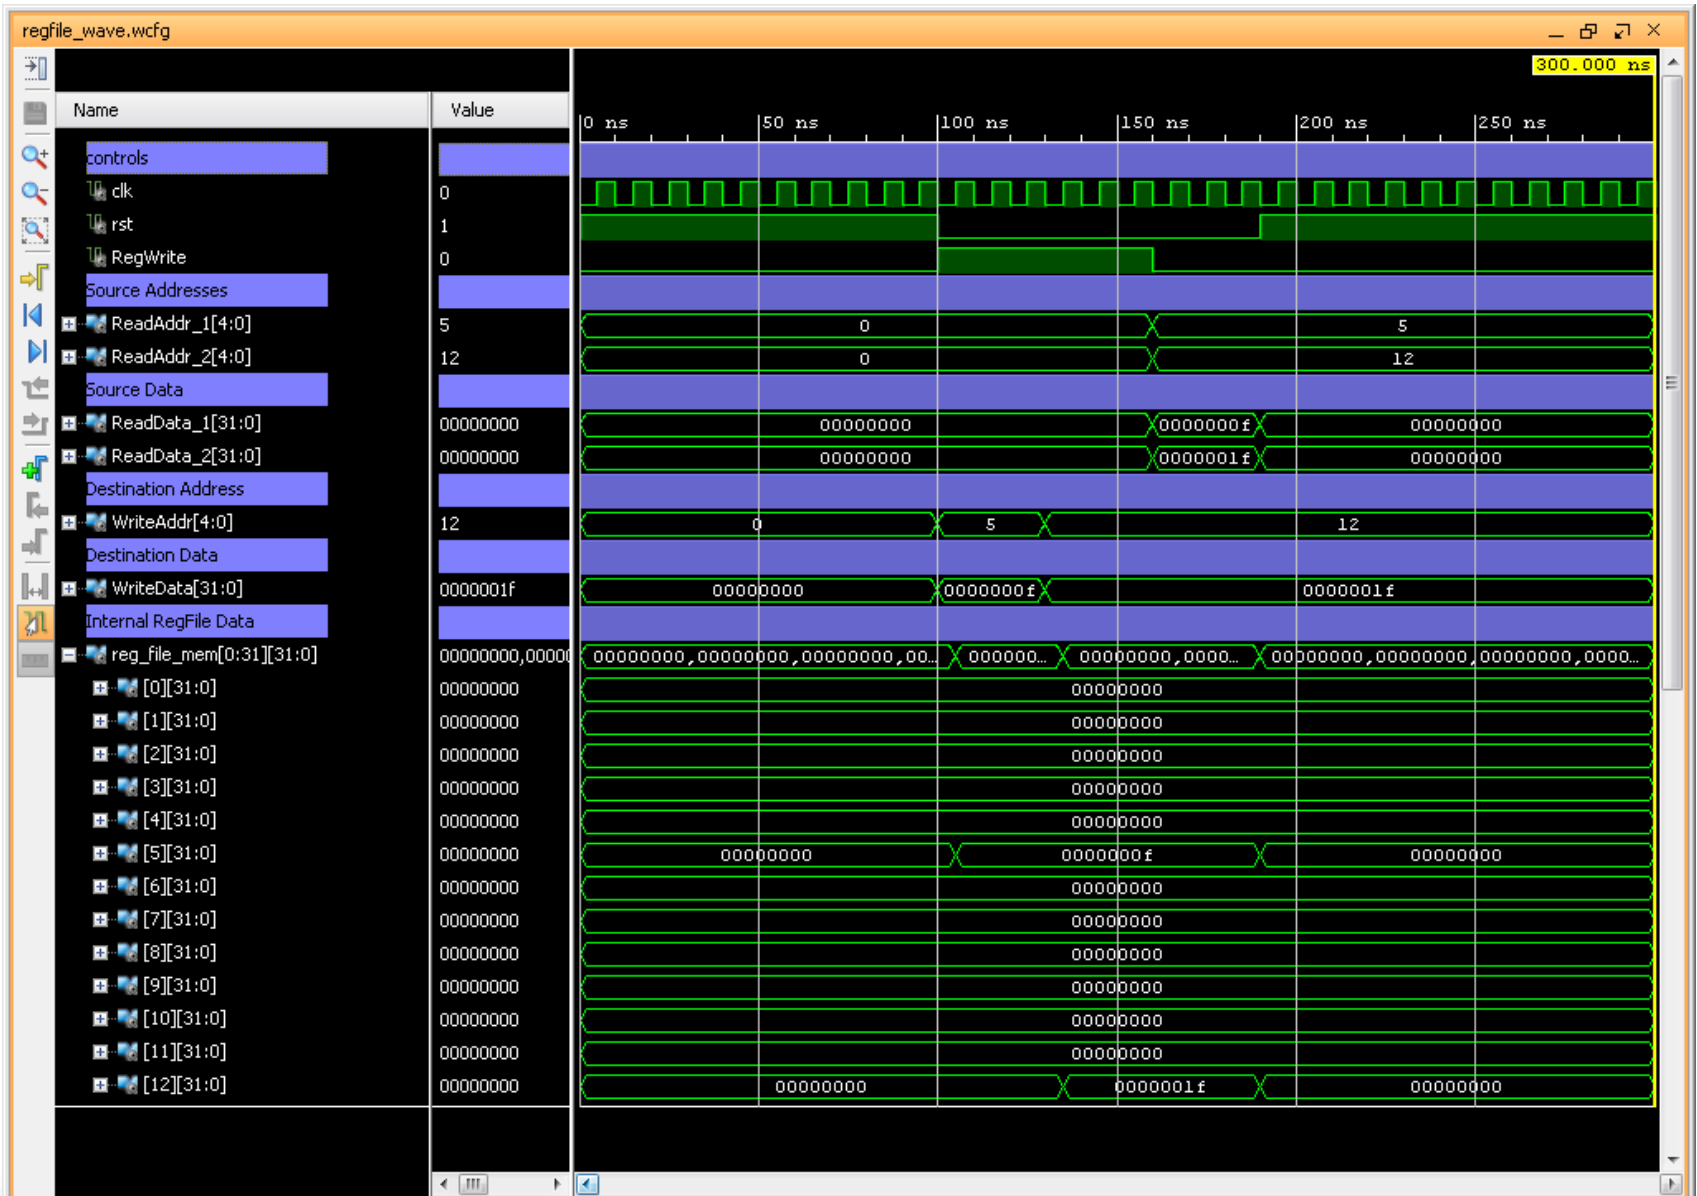 regfile_wave.wcfg
300.000 ns
Name Value
0 ns 50 ns 100 ns 150 ns 200 ns 250 ns
controls
clk 0
rst 1
RegWrite 0
Source Addresses
ReadAddr_1[4:0] 5 0 5
ReadAddr_2[4:0] 12 0 12
Source Data
ReadData_1[31:0] 00000000 00000000 0000000f 00000000
ReadData_2[31:0] 00000000 00000000 0000001f 00000000
Destination Address
WriteAddr[4:0] 12 0 5 12
Destination Data
WriteData[31:0] 0000001f 00000000 0000000f 0000001f
Internal RegFile Data
reg_file_mem[0:31][31:0] 00000000,00000 00000000,00000000,00000000,00... 000000... 00000000,0000... 00000000,00000000,00000000,0000...
[0][31:0] 00000000 00000000
[1][31:0] 00000000 00000000
[2][31:0] 00000000 00000000
[3][31:0] 00000000 00000000
[4][31:0] 00000000 00000000
[5][31:0] 00000000 00000000 0000000f 00000000
[6][31:0] 00000000 00000000
[7][31:0] 00000000 00000000
[8][31:0] 00000000 00000000
[9][31:0] 00000000 00000000
[10][31:0] 00000000 00000000
[11][31:0] 00000000 00000000
[12][31:0] 00000000 00000000 0000001f 00000000